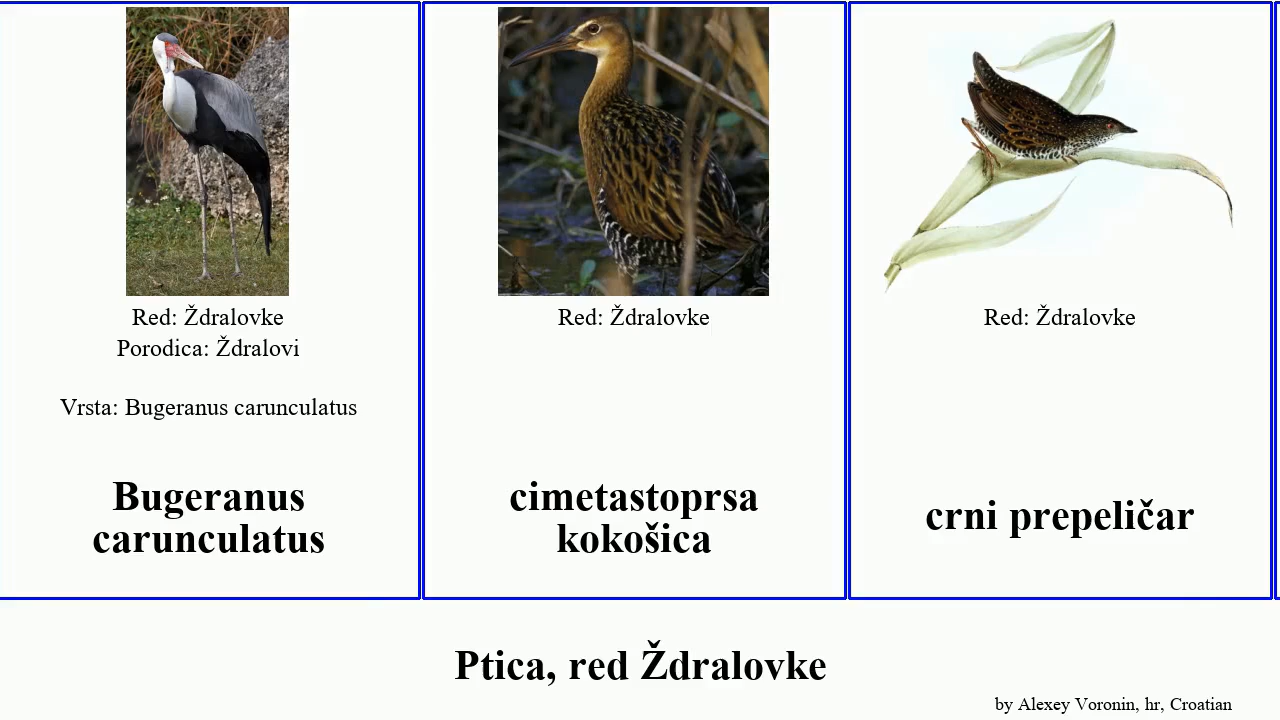 Red: Ždralovke
Porodica: Ždralovi
Vrsta: Bugeranus carunculatus
Bugeranus
carunculatus
Red: Ždralovke
cimetastoprsa
kokošica
Red: Ždralovke
crni prepeličar
Ptica, red Ždralovke
by Alexey Voronin, hr, Croatian